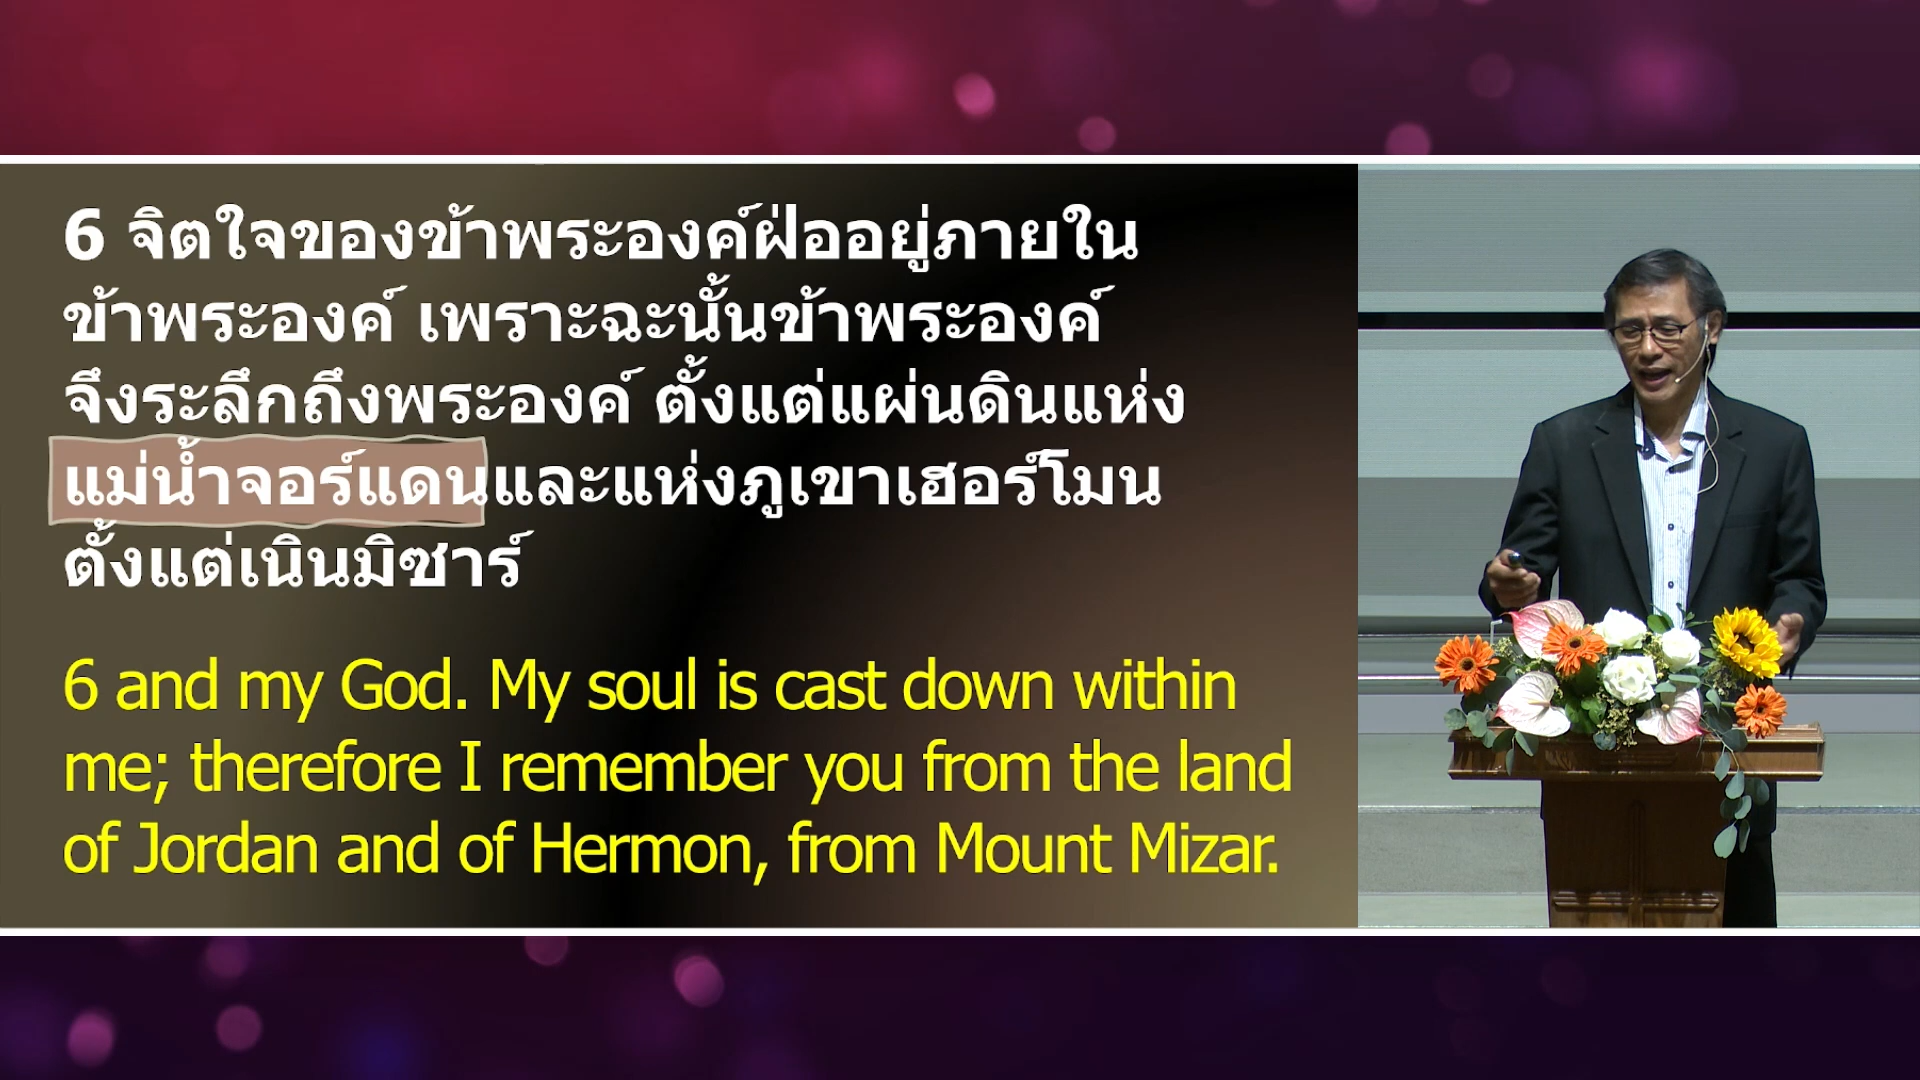 6 จิตใจของข้าพระองค์ฝ่ออยู่ภายใน
ข้าพระองค์ เพราะฉะนั้นข้าพระองค์
จึงระลึกถึงพระองค์ ตั้งแต่แผ่นดินแห่ง
แม่น้ำจอร์แดนและแห่งภูเขาเฮอร์โมน
ตั้งแต่เนินมิซาร์
6 and my God. My soul is cast down within
me; therefore I remember you from the land
of Jordan and of Hermon, from Mount Mizar.